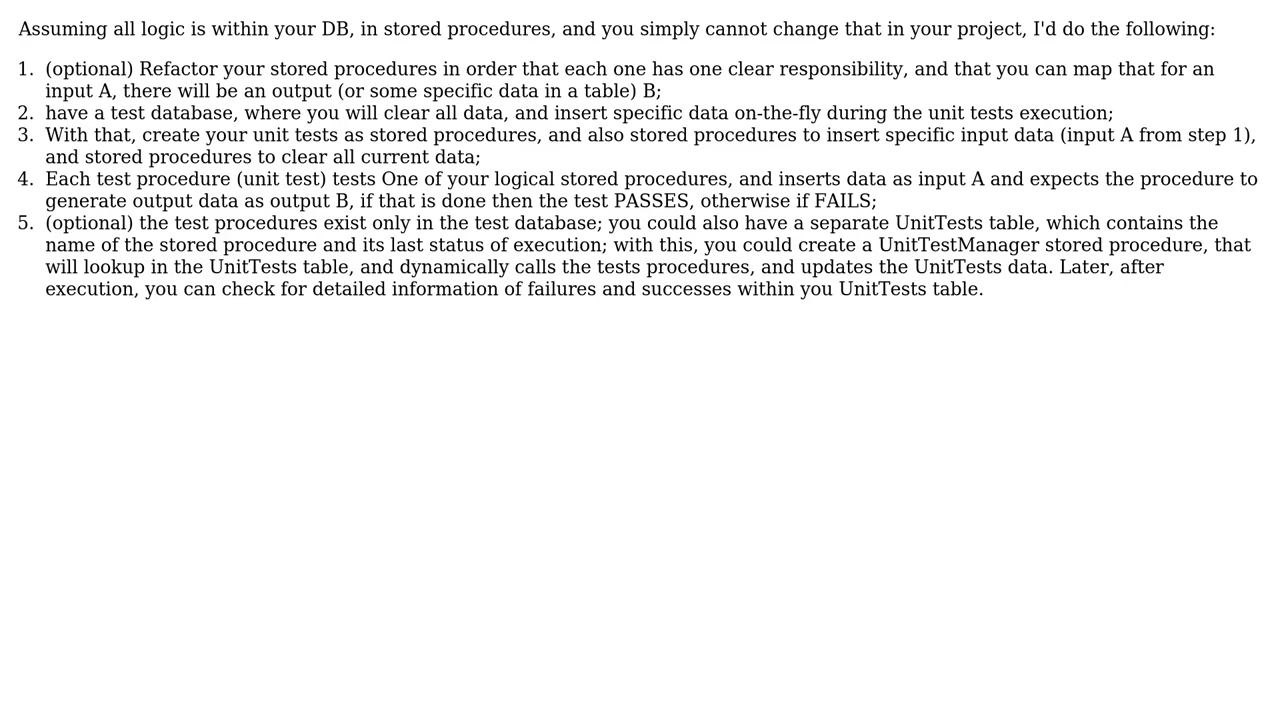 Assuming all logic is within your DB, in stored procedures, and you simply cannot change that in your project, I'd do the following:
1. (optional) Refactor your stored procedures in order that each one has one clear responsibility, and that you can map that for an
input A, there will be an output (or some specific data in a table) B;
2. have a test database, where you will clear all data, and insert specific data on-the-fly during the unit tests execution;
3. With that, create your unit tests as stored procedures, and also stored procedures to insert specific input data (input A from step 1),
and stored procedures to clear all current data;
4. Each test procedure (unit test) tests One of your logical stored procedures, and inserts data as input A and expects the procedure to
generate output data as output B, if that is done then the test PASSES, otherwise if FAILS;
5. (optional) the test procedures exist only in the test database; you could also have a separate UnitTests table, which contains the
name of the stored procedure and its last status of execution; with this, you could create a UnitTestManager stored procedure, that
will lookup in the UnitTests table, and dynamically calls the tests procedures, and updates the UnitTests data. Later, after
execution, you can check for detailed information of failures and successes within you UnitTests table.